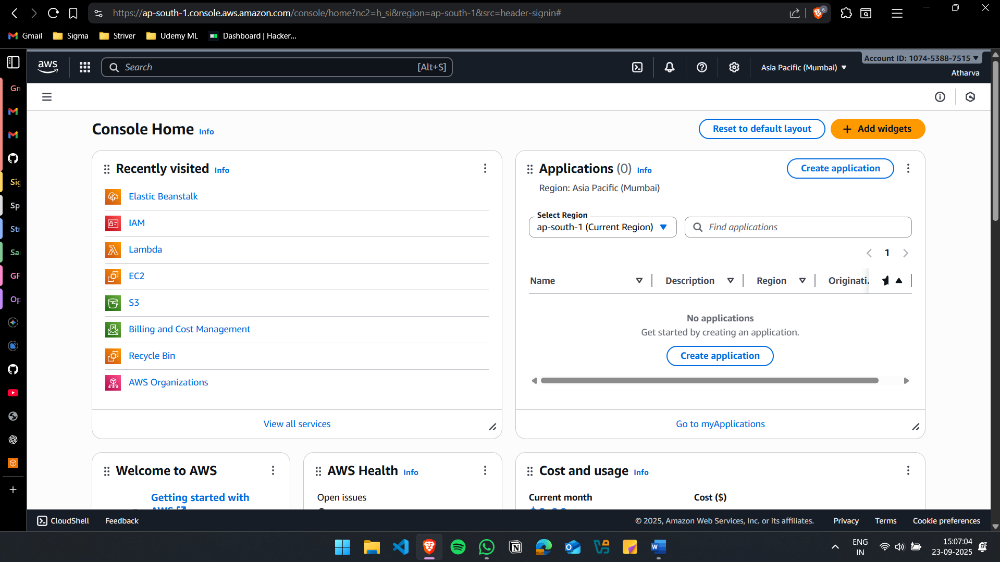 https://ap-south-1.console.aws.amazon.com/console/home?nc2=h_si&region=ap-south-1&src=header-signin#
6
Gmail
Sigma
Striver
Udemy ML
Dashboard | Hacker...
aws
Search
[Alt+S]
Asia Pacific (Mumbai)
Account ID: 1074-5388-7515
Atharva
Gn
Sig
Sp
Str
Sa
GF
Op
Console Home Info
Reset to default layout
+ Add widgets
Recently visited Info
Elastic Beanstalk
IAM
Lambda
EC2
S3
Billing and Cost Management
Recycle Bin
AWS Organizations
View all services
Applications (0) Info
Create application
Region: Asia Pacific (Mumbai)
Select Region
ap-south-1 (Current Region)
Find applications
1
Name
Description
Region
Originati.
No applications
Get started by creating an application.
Create application
Go to myApplications
Welcome to AWS
Getting started with
AWS
AWS Health Info
Open issues
Cost and usage Info
Current month
Cost ($)
CloudShell
Feedback
© 2025, Amazon Web Services, Inc. or its affiliates.
Privacy
Terms
Cookie preferences
ENG
IN
15:07:04
23-09-2025